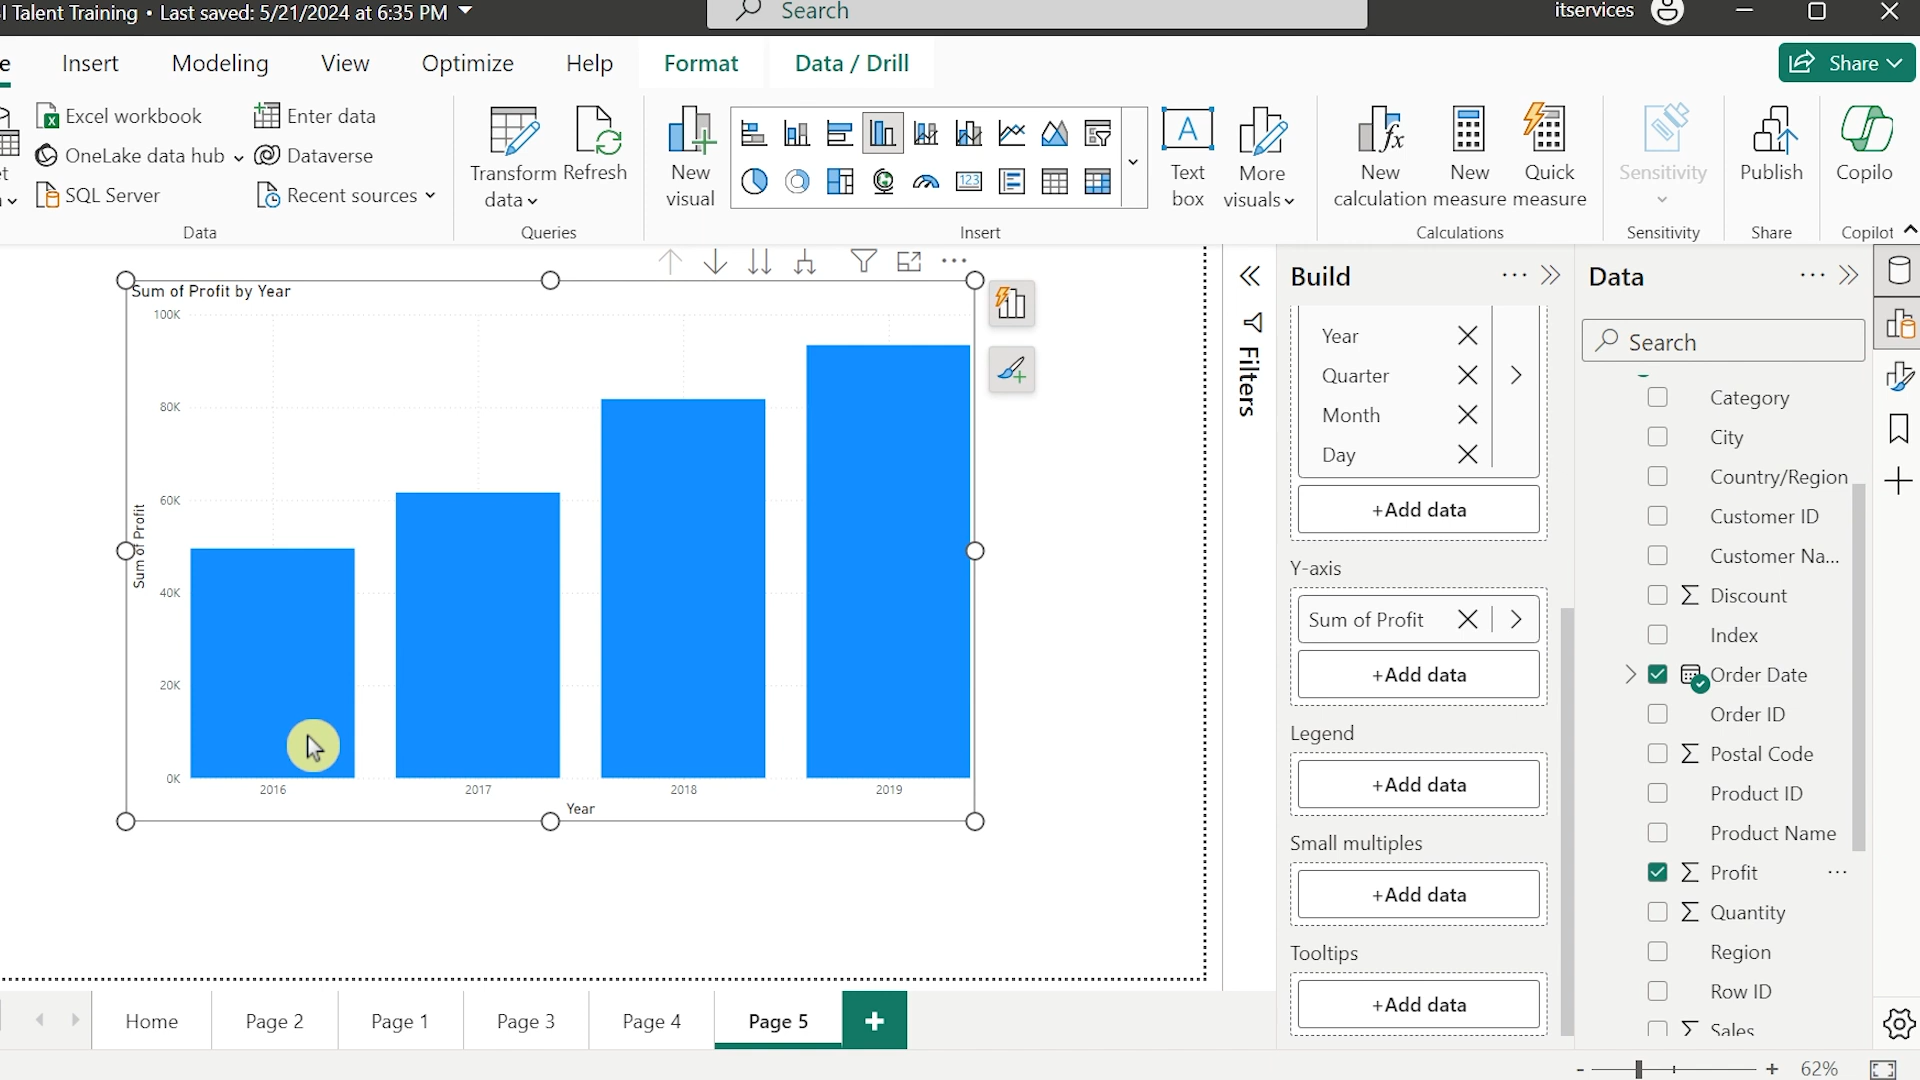 I Talent Training • Last saved: 5/21/2024 at 6:35 PM
Search
itservices
e
Insert
Modeling
View
Optimize
Help
Format
Data / Drill
Share
Excel workbook
Enter data
OneLake data hub
Dataverse
SQL Server
Recent sources
Data
Transform data
Refresh
Queries
New visual
Text box
More visuals
Insert
New calculation
New measure
Quick measure
Calculations
Sensitivity
Sensitivity
Publish
Share
Copilo
Copilot
Sum of Profit by Year
100K
80K
60K
40K
20K
0K
Sum of Profit
2016
2017
2018
2019
Year
Filters
Build
Year
Quarter
Month
Day
+Add data
Y-axis
Sum of Profit
+Add data
Legend
+Add data
Small multiples
+Add data
Tooltips
+Add data
Data
Search
Category
City
Country/Region
Customer ID
Customer Na...
Discount
Index
Order Date
Order ID
Postal Code
Product ID
Product Name
Profit
Quantity
Region
Row ID
Sales
Home
Page 2
Page 1
Page 3
Page 4
Page 5
62%